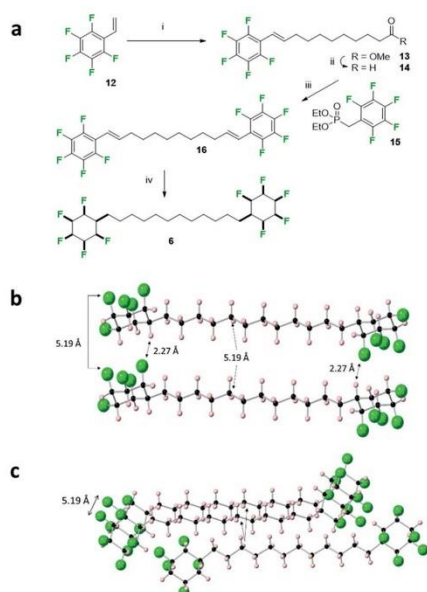 a
F
F
F
F
F
12
i
F
F
F
F
F
O
R
R = OMe 13
ii R = H 14
iii
F
F
F
F
F
F
F
F
F
F
16
O
EtO P
EtO
F
F
F
F
F
15
iv
F
F
F
F
F
F
F
F
F
F
6
b
5.19 Å
2.27 Å
5.19 Å
2.27 Å
c
5.19 Å